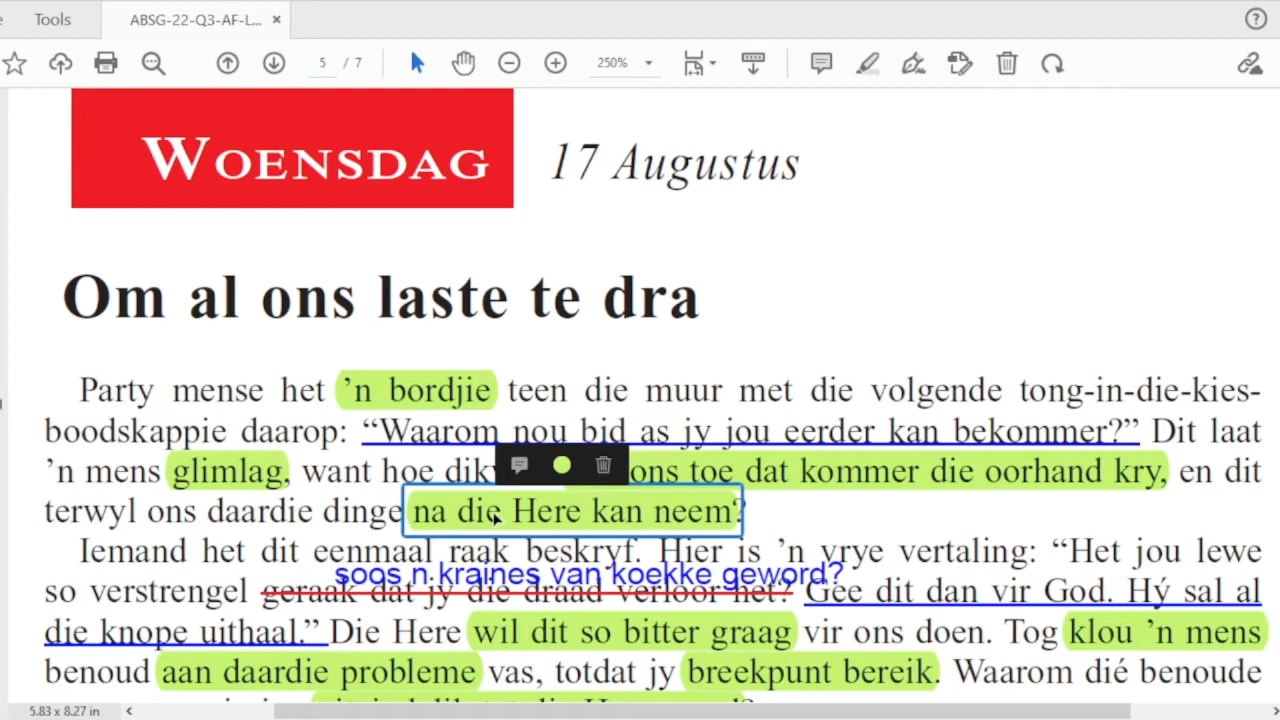 Tools
ABSG-22-Q3-AF-L... ×
5 / 7
250%
WOENSDAG
17 Augustus
Om al ons laste te dra
Party mense het ’n bordjie teen die muur met die volgende tong-in-die-kies-
boodskappie daarop: “Waarom nou bid as jy jou eerder kan bekommer?” Dit laat
’n mens glimlag, want hoe ons toe dat kommer die oorhand kry, en dit
terwyl ons daardie dinge na die Here kan neem?
Iemand het dit eenmaal raak beskryf. Hier is ’n vrye vertaling: “Het jou lewe
soos n kraines van koekke geword?
so verstrengel geraak dat jy die draad verloor het? Gee dit dan vir God. Hý sal al
die knope uithaal.” Die Here wil dit so bitter graag vir ons doen. Tog klou ’n mens
benoud aan daardie probleme vas, totdat jy breekpunt bereik. Waarom dié benoude
5.83 x 8.27 in